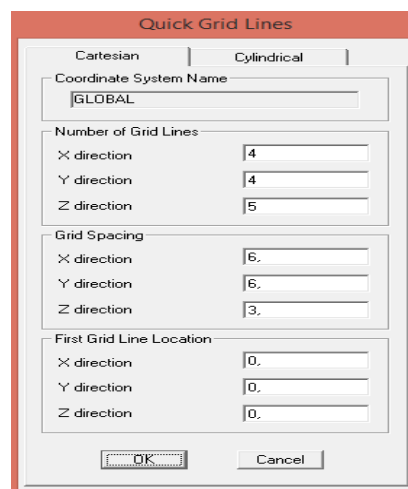 Quick Grid Lines
Cartesian Cylindrical
Coordinate System Name
GLOBAL
Number of Grid Lines
X direction 4
Y direction 4
Z direction 5
Grid Spacing
X direction 6,
Y direction 6,
Z direction 3,
First Grid Line Location
X direction 0,
Y direction 0,
Z direction 0,
OK Cancel